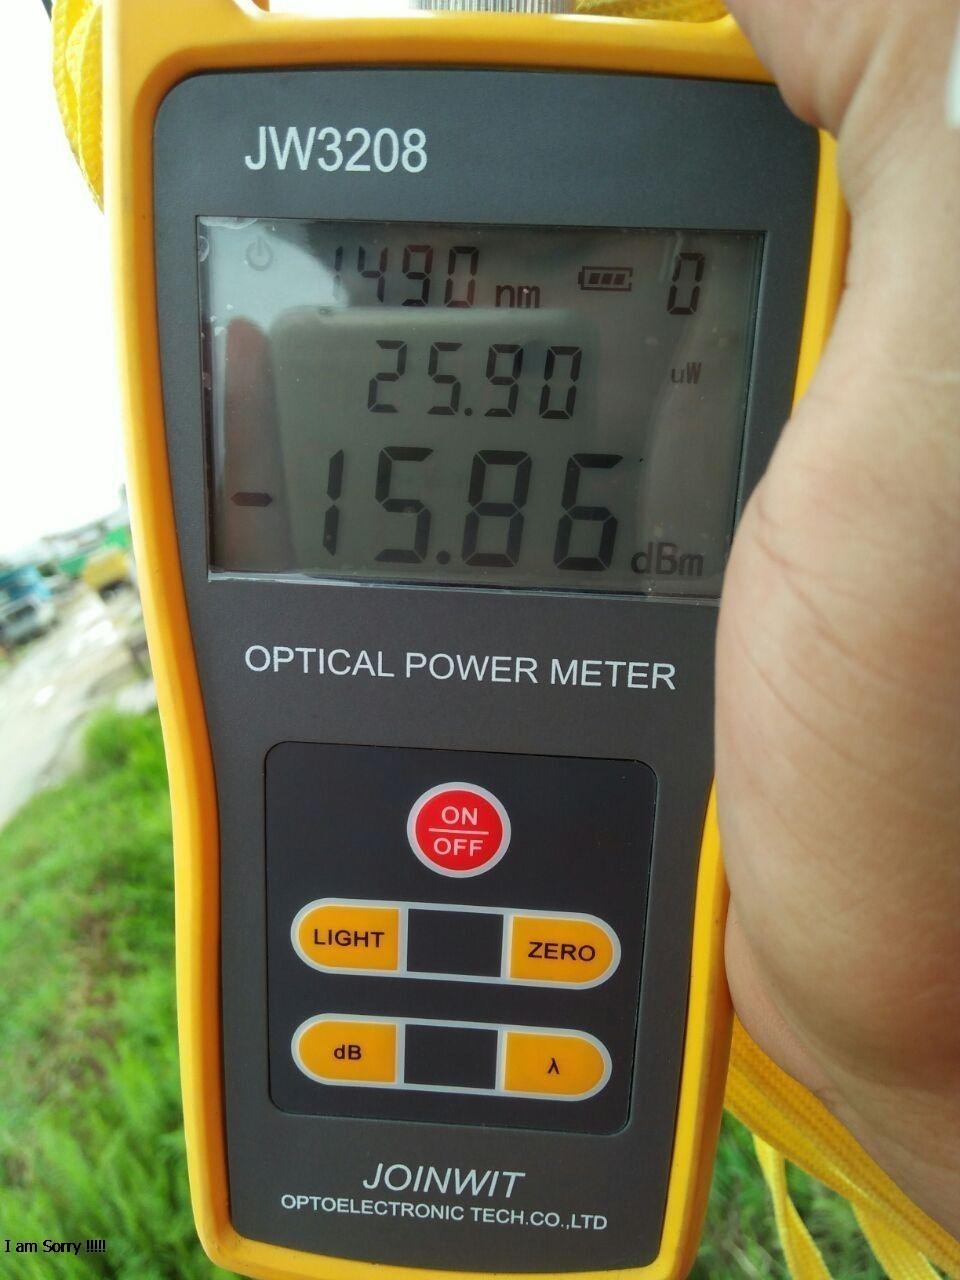 JW3208
1490 nm 0
25.90 uW
-15.86 dBm
OPTICAL POWER METER
ON
OFF
LIGHT
ZERO
dB
λ
JOINWIT
OPTOELECTRONIC TECH.CO.,LTD
I am Sorry !!!!!